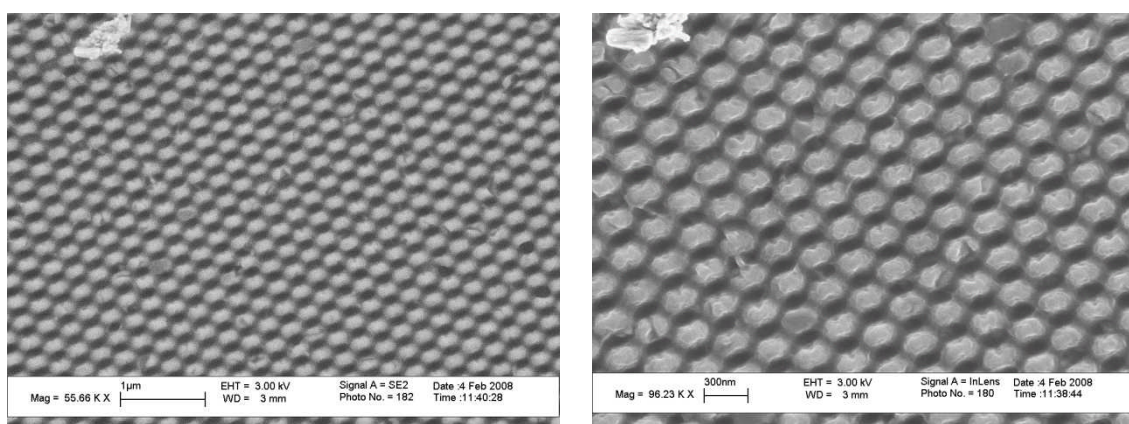 1µm
EHT = 3.00 kV Signal A = SE2 Date :4 Feb 2008
Mag = 55.66 K X WD = 3 mm Photo No. = 182 Time :11:40:28
300nm
EHT = 3.00 kV Signal A = InLens Date :4 Feb 2008
Mag = 96.23 K X WD = 3 mm Photo No. = 180 Time :11:38:44